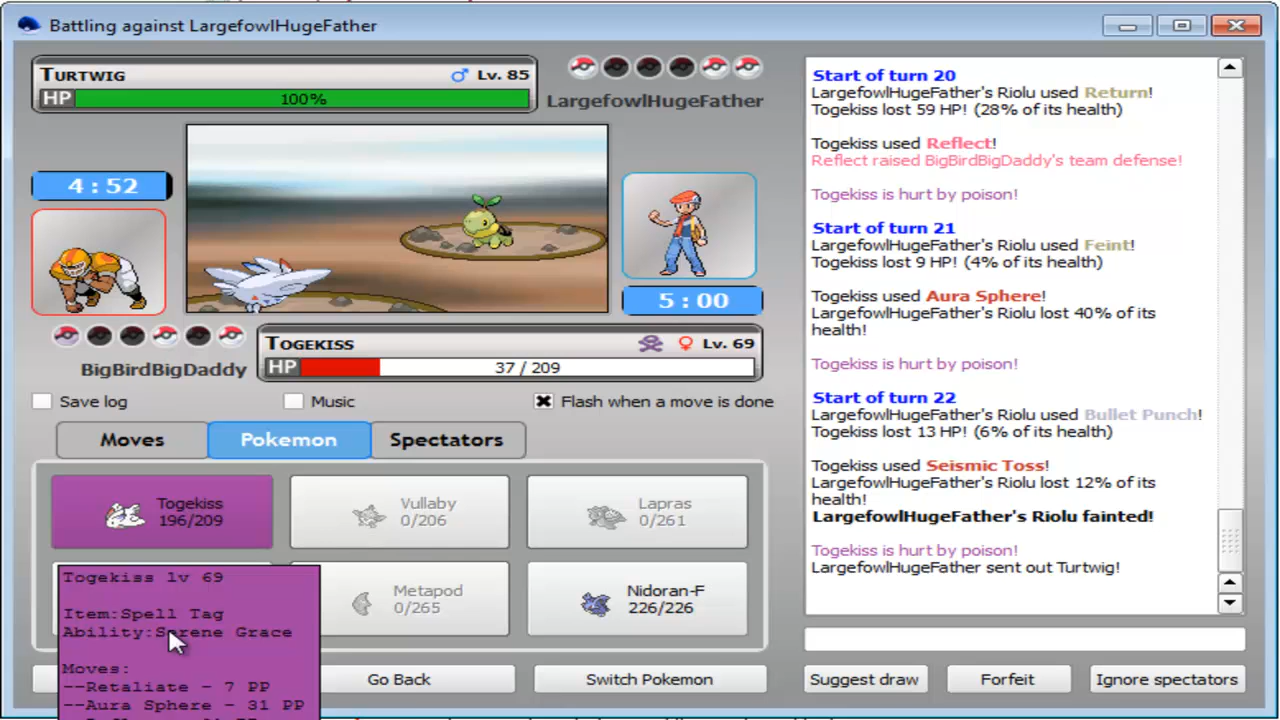 Battling against LargefowlHugeFather
TURTWIG Lv. 85
HP 100%
LargefowlHugeFather
4:52
5:00
TOGEKISS Lv. 69
HP 37 / 209
BigBirdBigDaddy
Save log
Music
Flash when a move is done
Moves
Pokemon
Spectators
Togekiss
196/209
Vullaby
0/206
Lapras
0/261
Metapod
0/265
Nidoran-F
226/226
Togekiss lv 69
Item:Spell Tag
Ability:Serene Grace
Moves:
--Retaliate - 7 PP
--Aura Sphere - 31 PP
Go Back
Switch Pokemon
Start of turn 20
LargefowlHugeFather's Riolu used Return!
Togekiss lost 59 HP! (28% of its health)
Togekiss used Reflect!
Reflect raised BigBirdBigDaddy's team defense!
Togekiss is hurt by poison!
Start of turn 21
LargefowlHugeFather's Riolu used Feint!
Togekiss lost 9 HP! (4% of its health)
Togekiss used Aura Sphere!
LargefowlHugeFather's Riolu lost 40% of its
health!
Togekiss is hurt by poison!
Start of turn 22
LargefowlHugeFather's Riolu used Bullet Punch!
Togekiss lost 13 HP! (6% of its health)
Togekiss used Seismic Toss!
LargefowlHugeFather's Riolu lost 12% of its
health!
LargefowlHugeFather's Riolu fainted!
Togekiss is hurt by poison!
LargefowlHugeFather sent out Turtwig!
Suggest draw
Forfeit
Ignore spectators